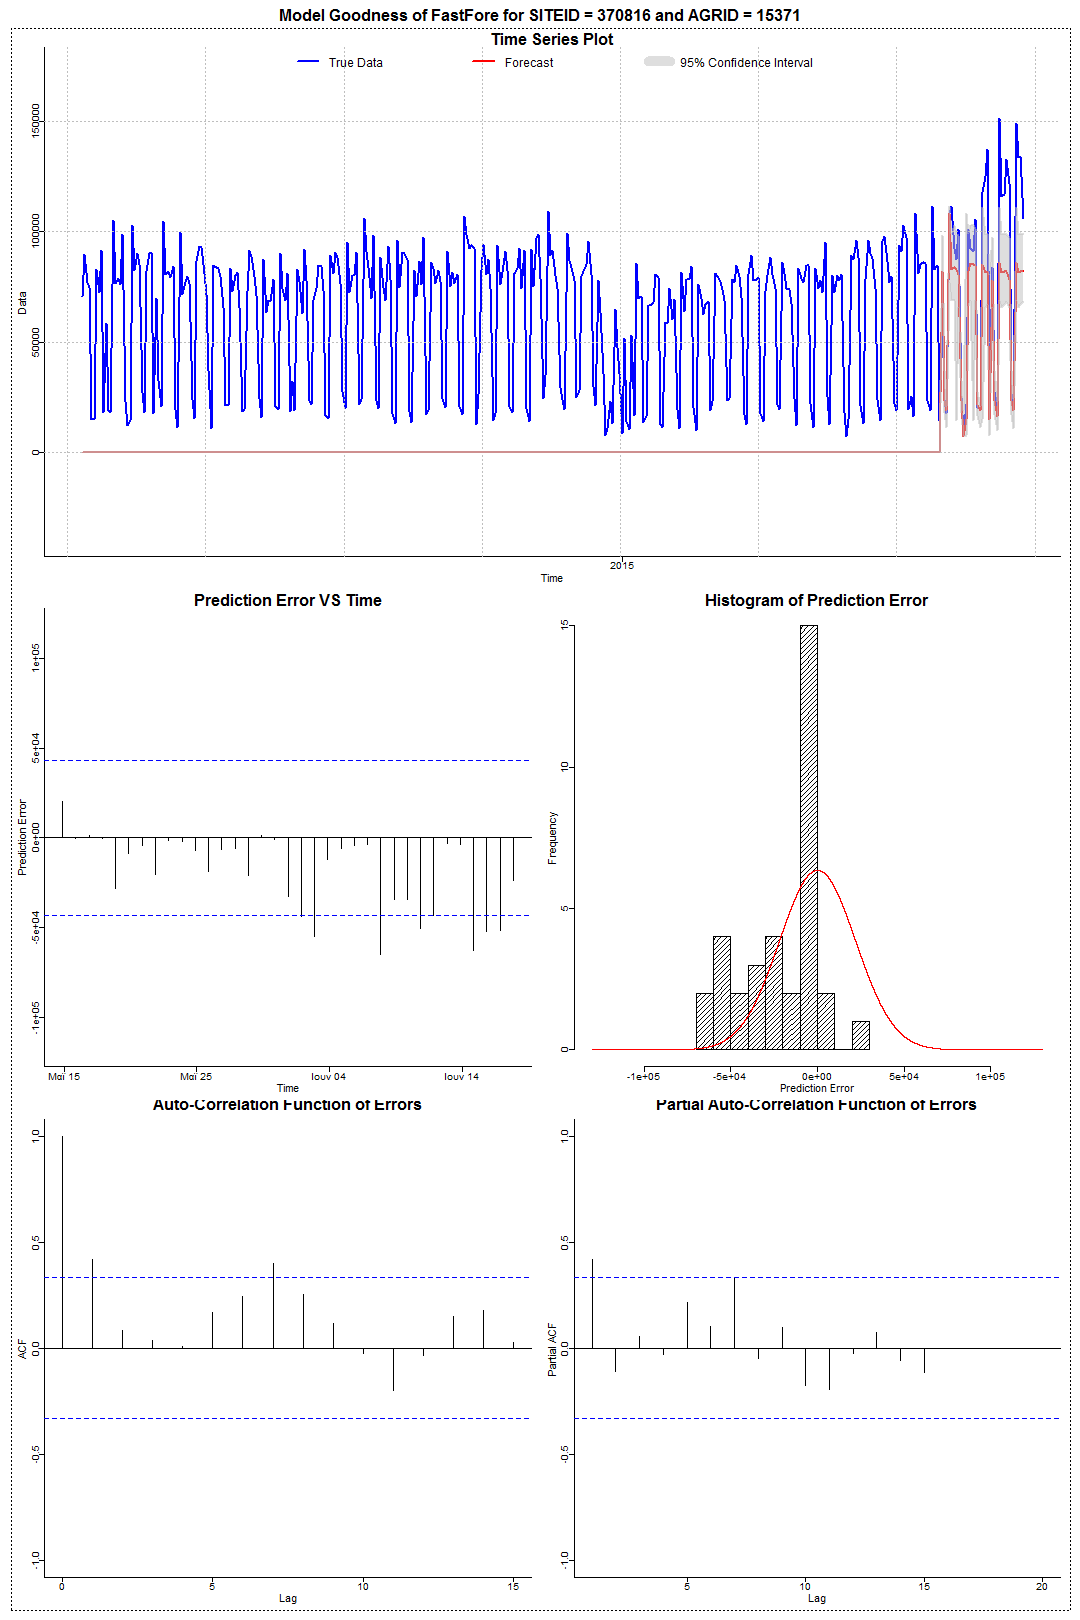 Model Goodness of FastFore for SITEID = 370816 and AGRID = 15371
Time Series Plot
True Data
Forecast
95% Confidence Interval
150000
100000
50000
0
Data
2015
Time
Prediction Error VS Time
1e+05
5e+04
0e+00
-5e+04
-1e+05
Prediction Error
Μαϊ 15
Μαϊ 25
Ιουν 04
Ιουν 14
Time
Histogram of Prediction Error
15
10
5
0
Frequency
-1e+05
-5e+04
0e+00
5e+04
1e+05
Prediction Error
Auto-Correlation Function of Errors
1.0
0.5
0.0
-0.5
-1.0
ACF
0
5
10
15
Lag
Partial Auto-Correlation Function of Errors
1.0
0.5
0.0
-0.5
-1.0
Partial ACF
5
10
15
20
Lag